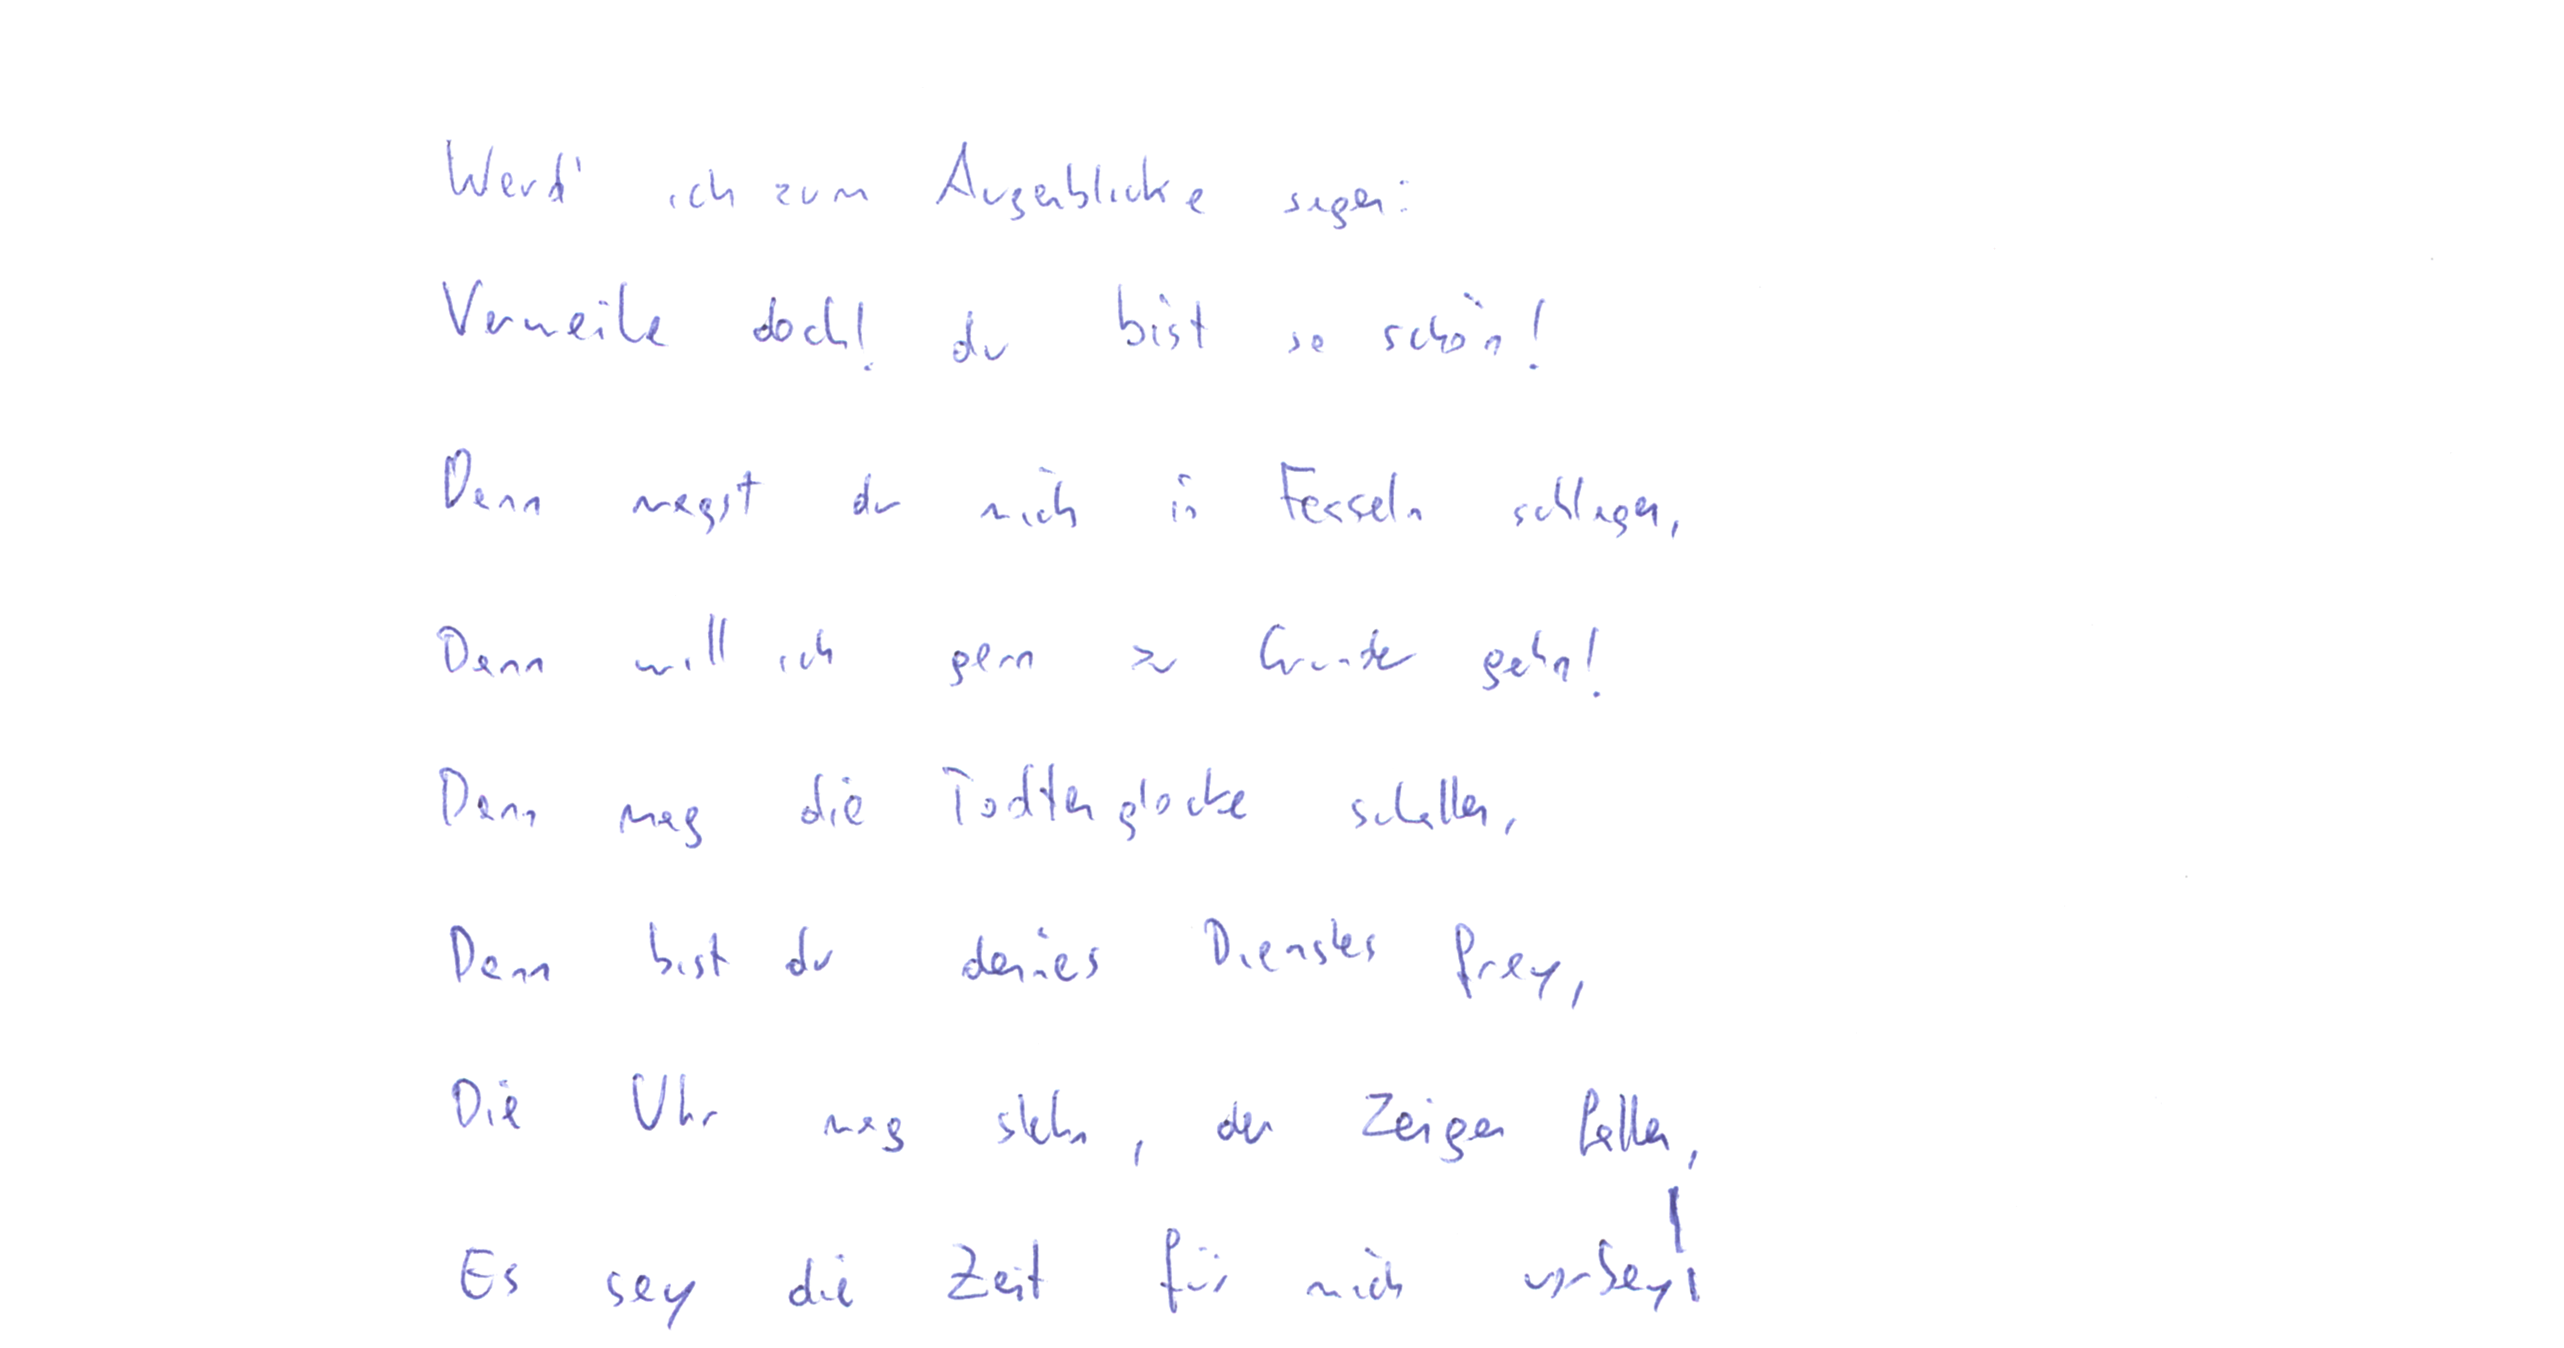 Werd' ich zum Augenblicke sagen:
Verweile doch! du bist so schön!
Dann magst du mich in Fesseln schlagen,
Dann will ich gern zu Grunde gehn!
Dann mag die Todtenglocke schallen,
Dann bist du deines Dienstes frey,
Die Uhr mag stehn, der Zeiger fallen,
Es sey die Zeit für mich vorbey!